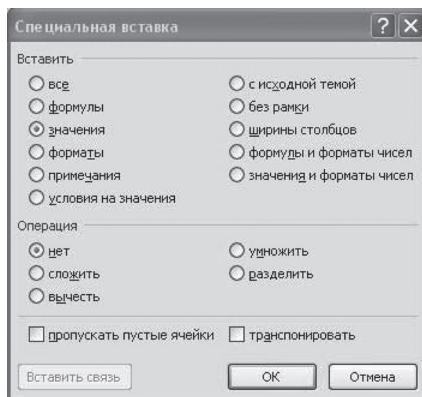 Специальная вставка
Вставить
все
с исходной темой
формулы
без рамки
значения
ширины столбцов
форматы
формулы и форматы чисел
примечания
значения и форматы чисел
условия на значения
Операция
нет
умножить
сложить
разделить
вычесть
пропускать пустые ячейки
транспонировать
Вставить связь
ОК
Отмена